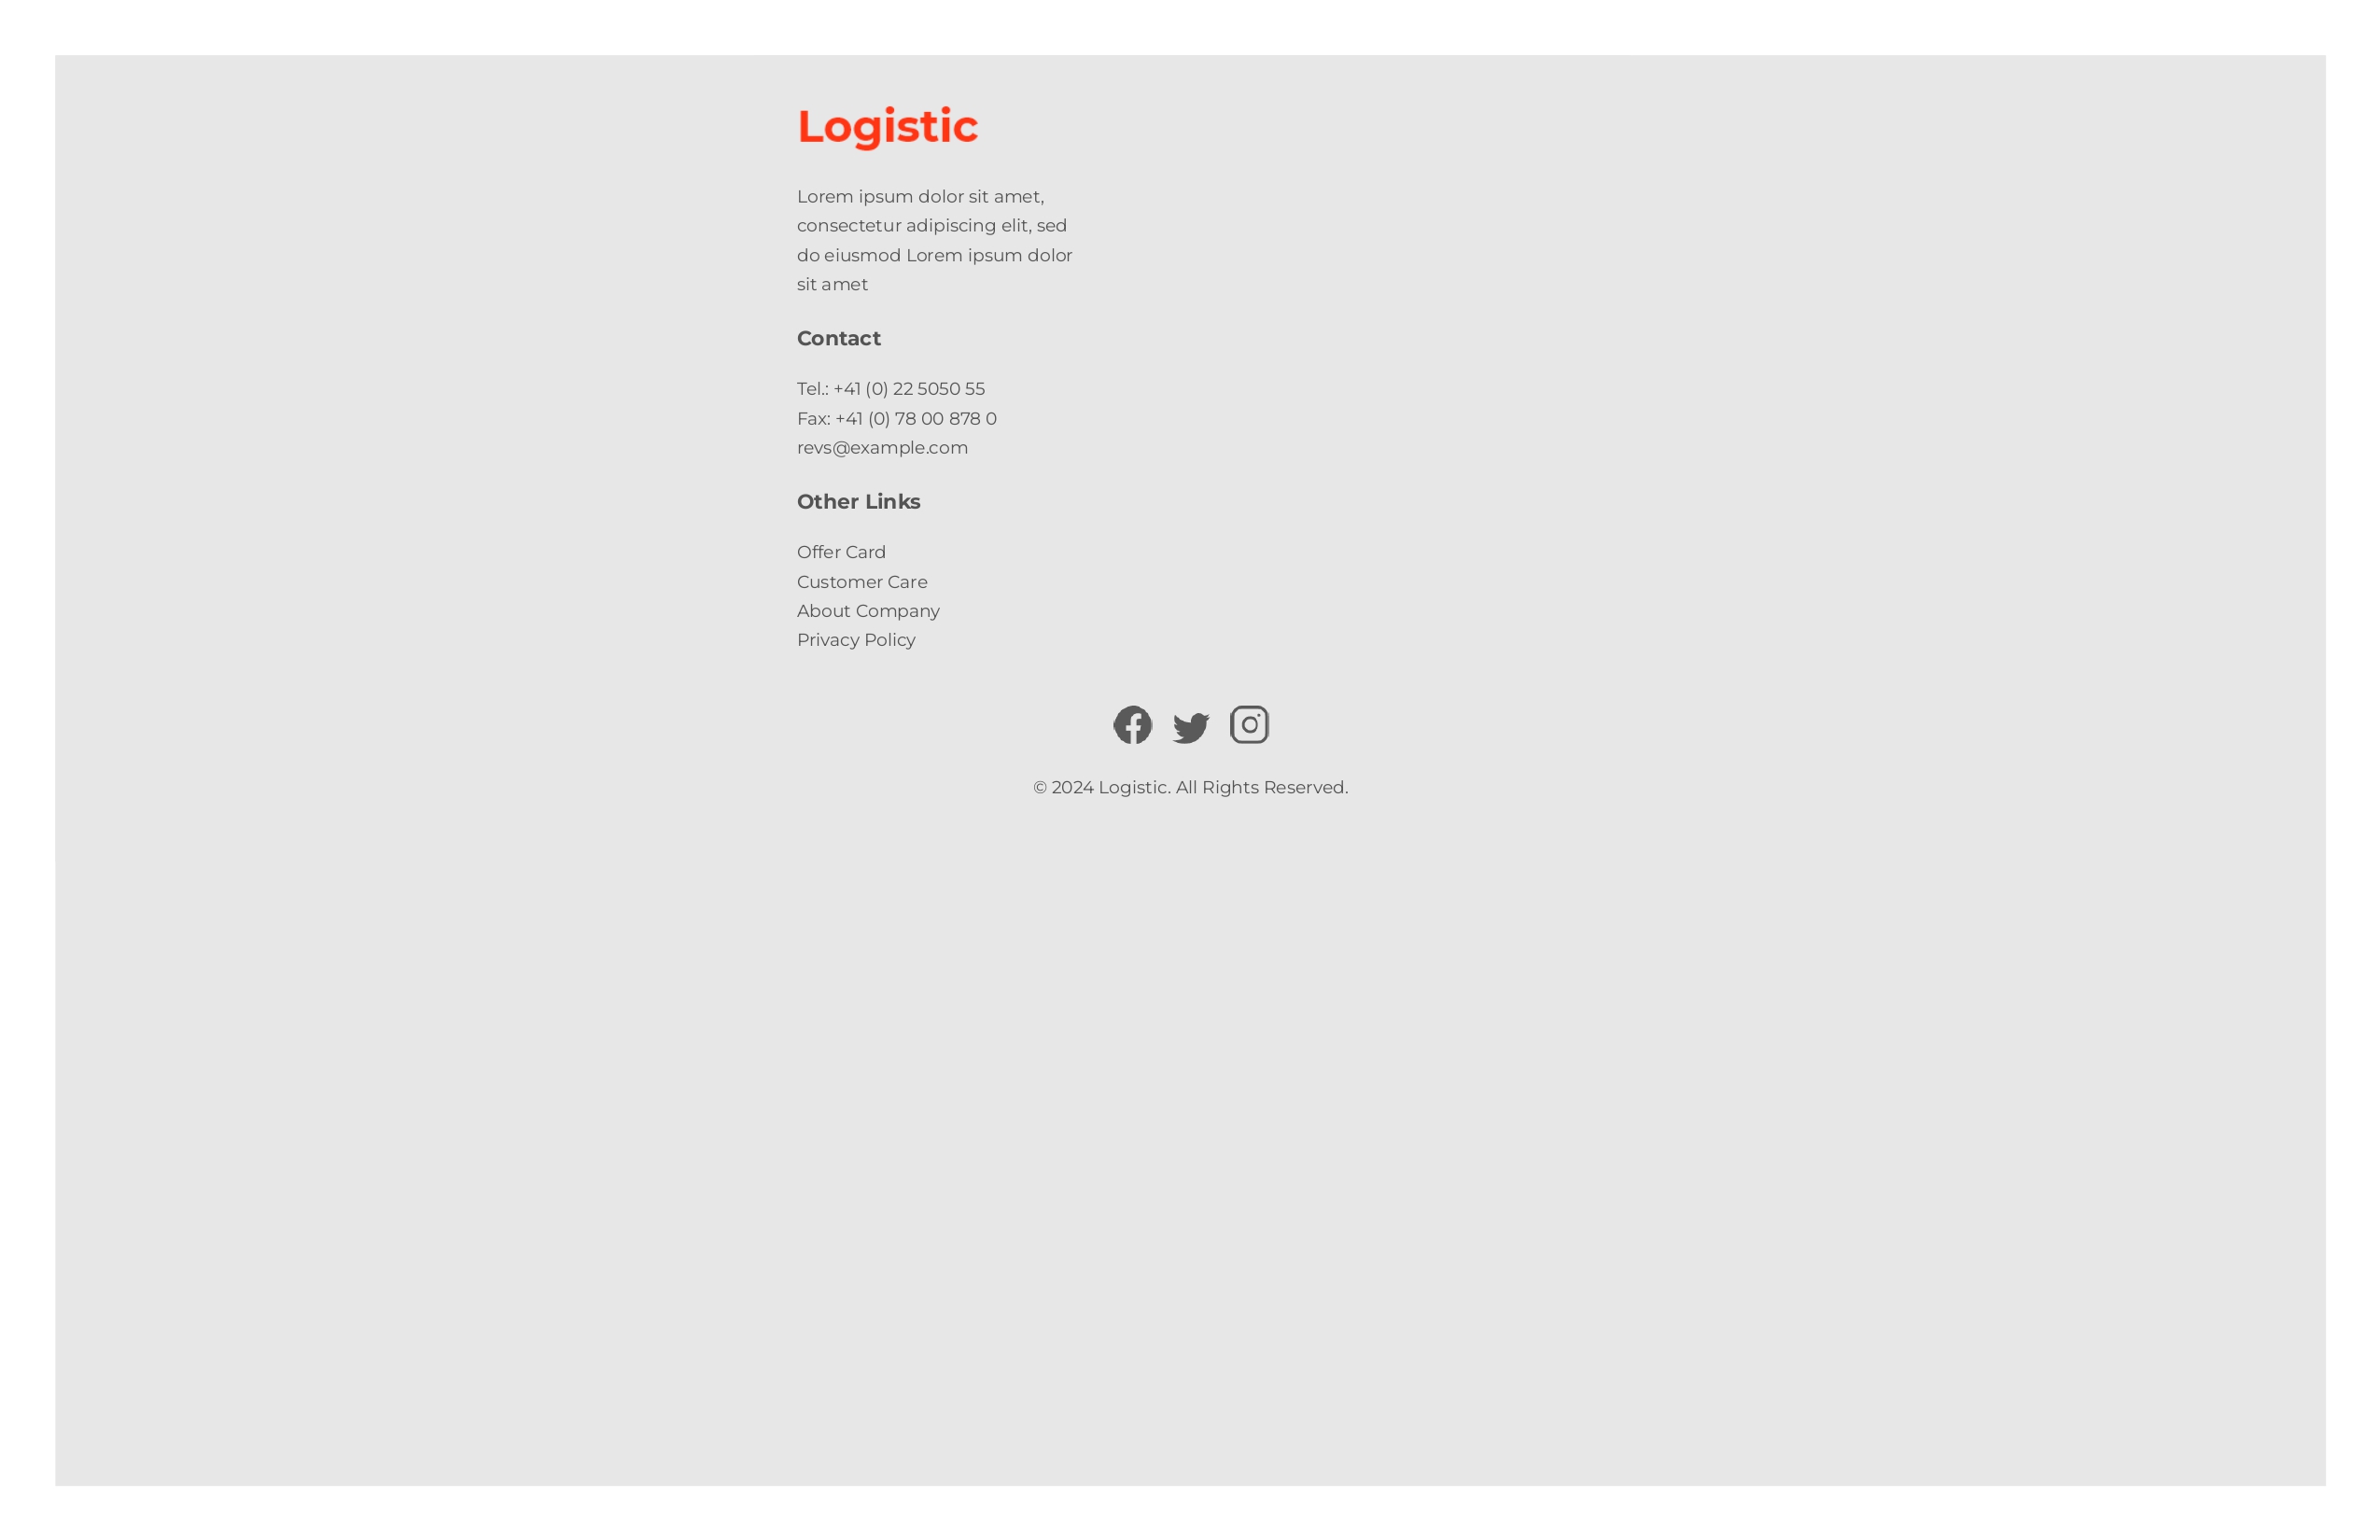 Logistic
Lorem ipsum dolor sit amet,
consectetur adipiscing elit, sed
do eiusmod Lorem ipsum dolor
sit amet
Contact
Tel.: +41 (0) 22 5050 55
Fax: +41 (0) 78 00 878 0
revs@example.com
Other Links
Offer Card
Customer Care
About Company
Privacy Policy
© 2024 Logistic. All Rights Reserved.